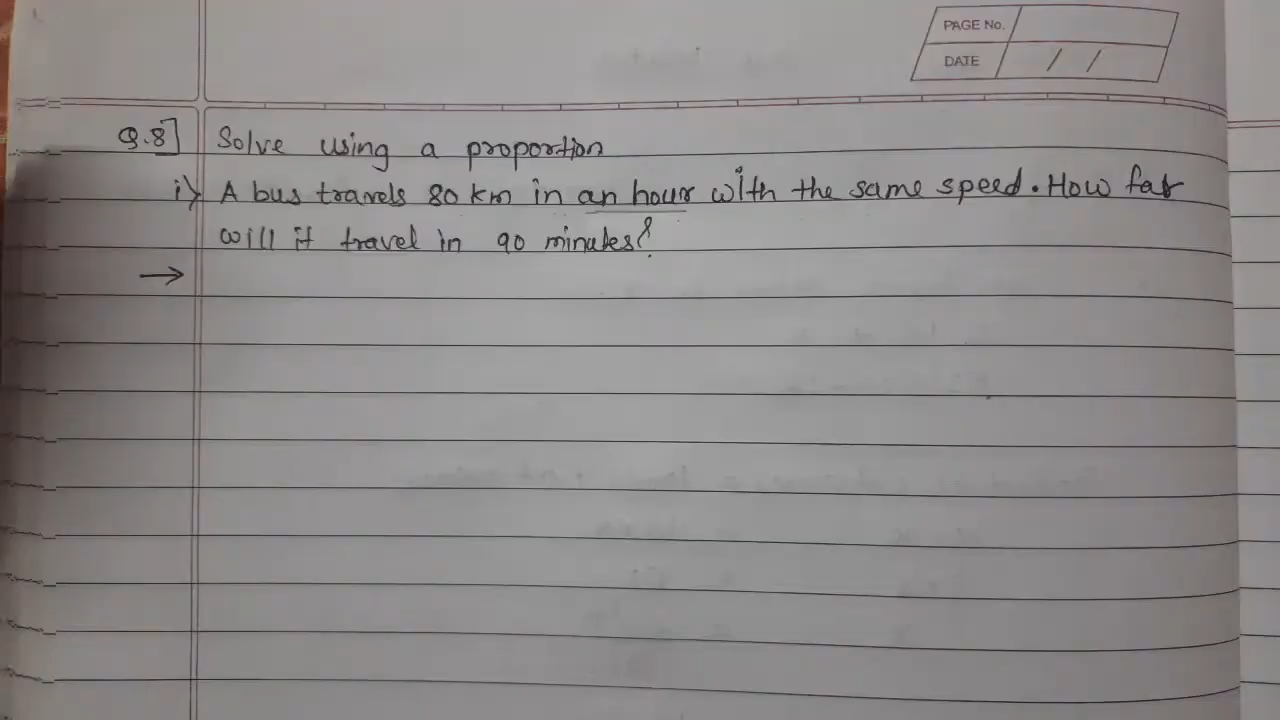 PAGE No.
DATE / /
Q.8] Solve using a proportion
i) A bus travels 80 km in an hour with the same speed. How far
will it travel in 90 minutes?
→